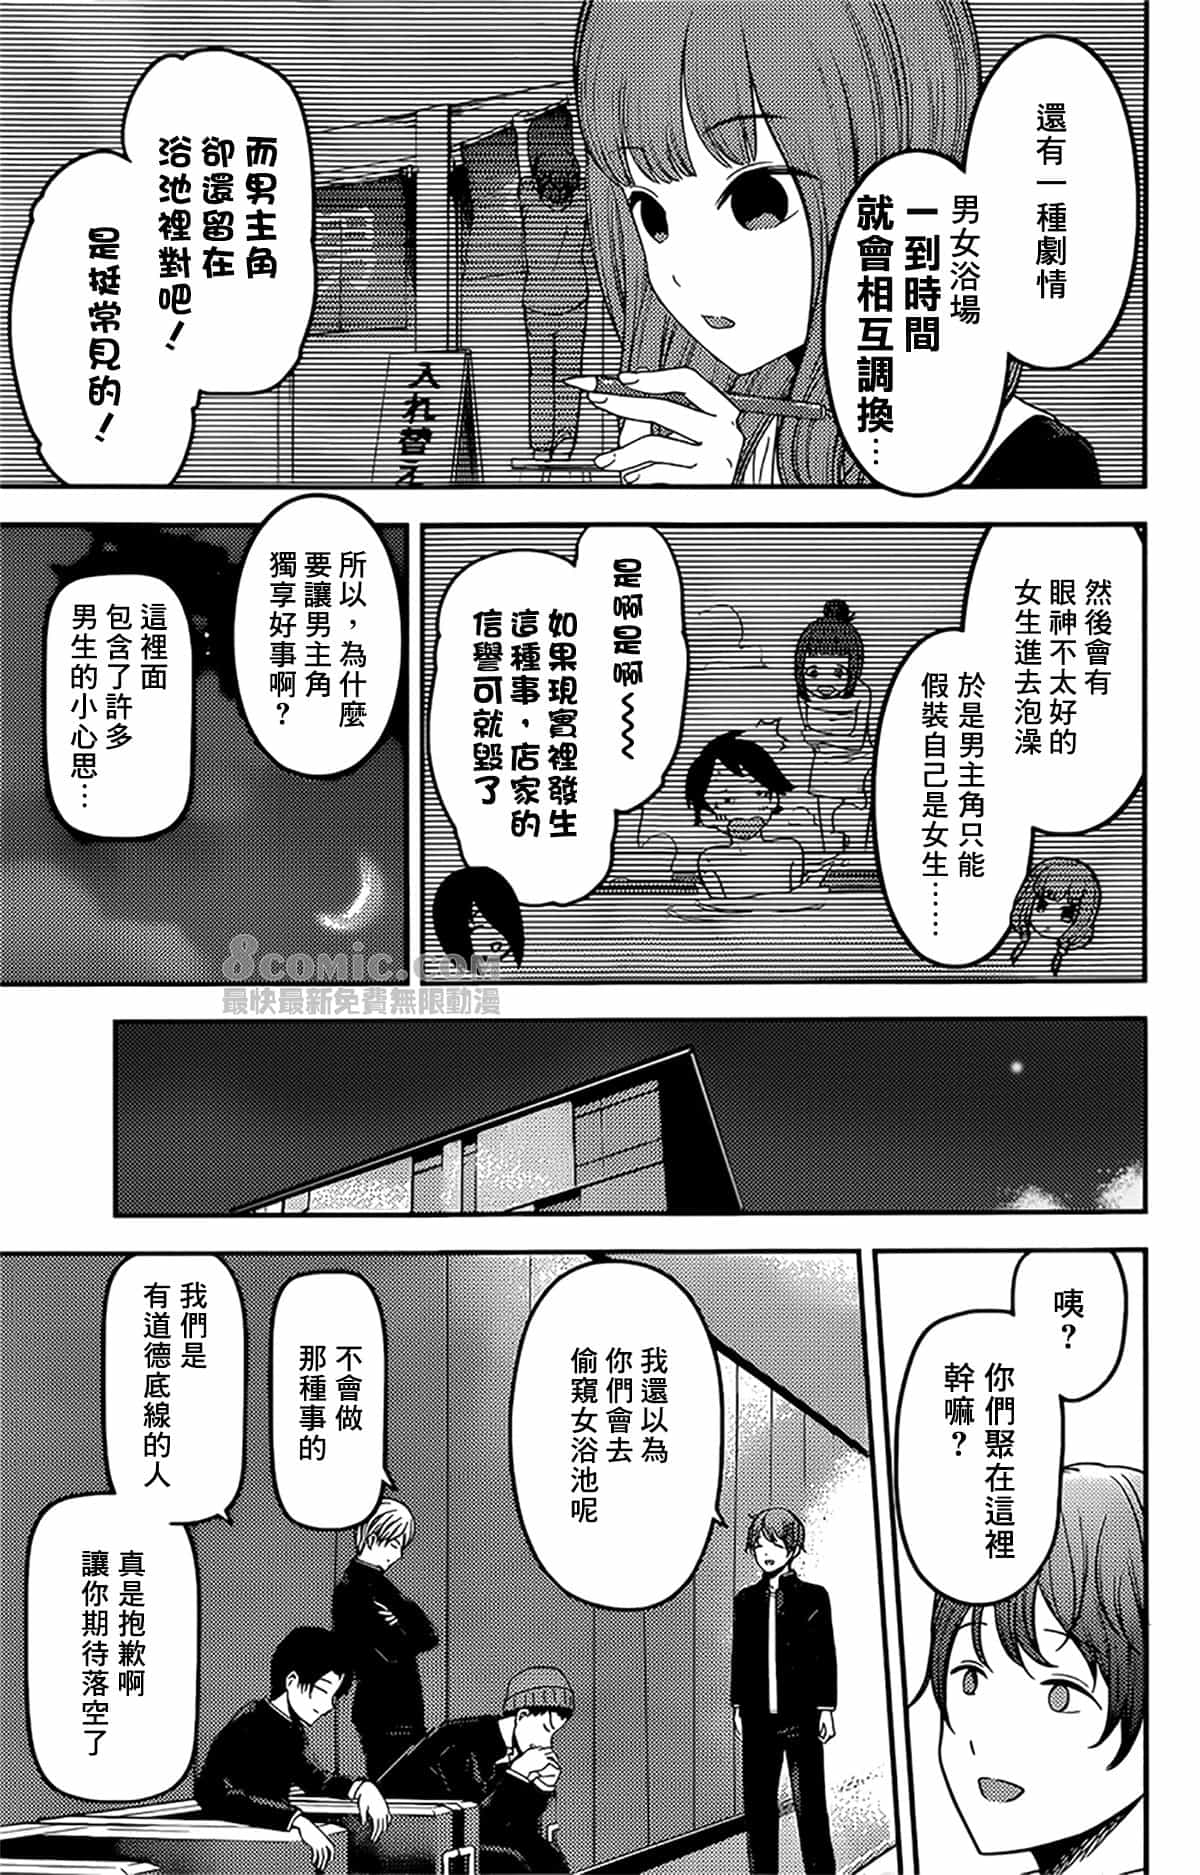 還有一種劇情
男女浴場
一到時間
就會相互調換…
而男主角
卻還留在
浴池裡對吧！
是挺常見的！
入れ替え
然後會有
眼神不太好的
女生進去泡澡
於是男主角只能
假裝自己是女生……
是啊是啊～
如果現實裡發生
這種事，店家的
信譽可就毀了
所以，為什麼
要讓男主角
獨享好事啊？
這裡面
包含了許多
男生的小心思…
8comic.com
最快最新免費無限動漫
咦？
你們聚在這裡
幹嘛？
我還以為
你們會去
偷窺女浴池呢
不會做
那種事的
我們是
有道德底線的人
真是抱歉啊
讓你期待落空了